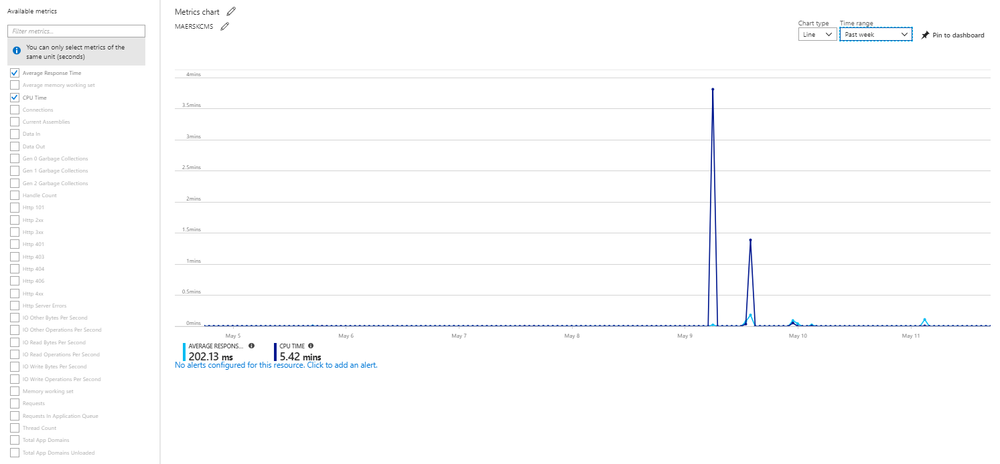 Available metrics
Filter metrics...
You can only select metrics of the
same unit (seconds)
Average Response Time
Average memory working set
CPU Time
Connections
Current Assemblies
Data In
Data Out
Gen 0 Garbage Collections
Gen 1 Garbage Collections
Gen 2 Garbage Collections
Handle Count
Http 101
Http 2xx
Http 3xx
Http 401
Http 403
Http 404
Http 406
Http 4xx
Http Server Errors
IO Other Bytes Per Second
IO Other Operations Per Second
IO Read Bytes Per Second
IO Read Operations Per Second
IO Write Bytes Per Second
IO Write Operations Per Second
Memory working set
Requests
Requests In Application Queue
Thread Count
Total App Domains
Total App Domains Unloaded
Metrics chart
MAERSKCMS
Chart type Time range
Line Past week Pin to dashboard
4mins
3.5mins
3mins
2.5mins
2mins
1.5mins
1mins
0.5mins
0mins
May 5 May 6 May 7 May 8 May 9 May 10 May 11
AVERAGE RESPONS... CPU TIME
202.13 ms 5.42 mins
No alerts configured for this resource. Click to add an alert.